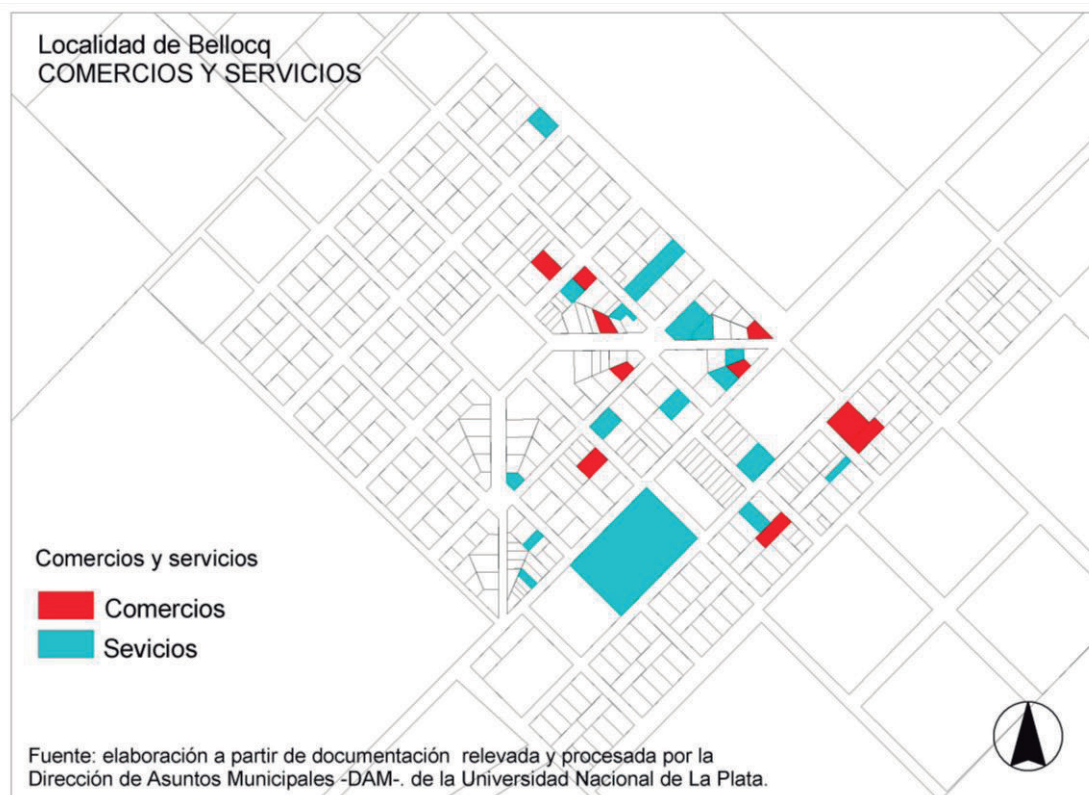 Localidad de Bellocq
COMERCIOS Y SERVICIOS
Comercios y servicios
Comercios
Sevicios
Fuente: elaboración a partir de documentación relevada y procesada por la
Dirección de Asuntos Municipales -DAM-. de la Universidad Nacional de La Plata.